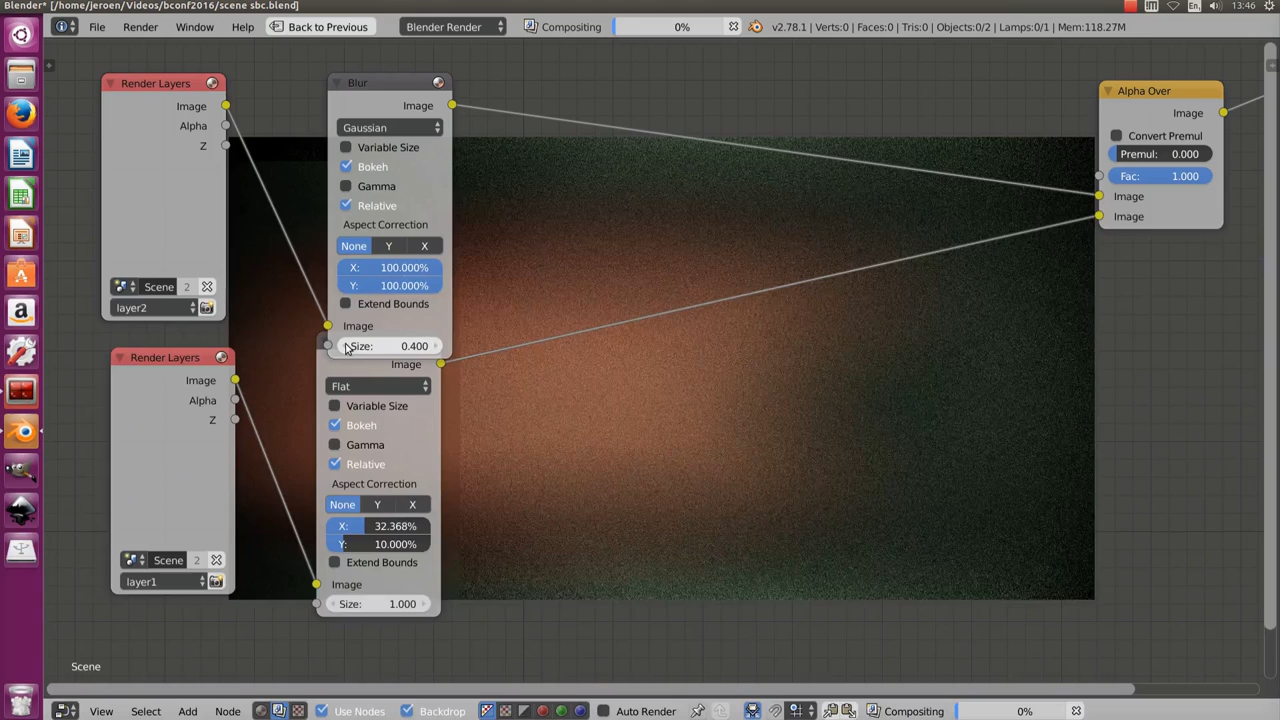 Blender* [/home/jeroen/Videos/bconf2016/scene sbc.blend]
En
13:46
File Render Window Help Back to Previous Blender Render Compositing 0% v2.78.1 | Verts:0 | Faces:0 | Tris:0 | Objects:0/2 | Lamps:0/1 | Mem:118.27M
Render Layers
Image
Alpha
Z
Scene 2
layer2
Render Layers
Image
Alpha
Z
Scene 2
layer1
Blur
Image
Gaussian
Variable Size
Bokeh
Gamma
Relative
Aspect Correction
None Y X
X: 100.000%
Y: 100.000%
Extend Bounds
Image
Size: 0.400
Image
Flat
Variable Size
Bokeh
Gamma
Relative
Aspect Correction
None Y X
X: 32.368%
Y: 10.000%
Extend Bounds
Image
Size: 1.000
Alpha Over
Image
Convert Premul
Premul: 0.000
Fac: 1.000
Image
Image
Scene
View Select Add Node Use Nodes Backdrop Auto Render Compositing 0%